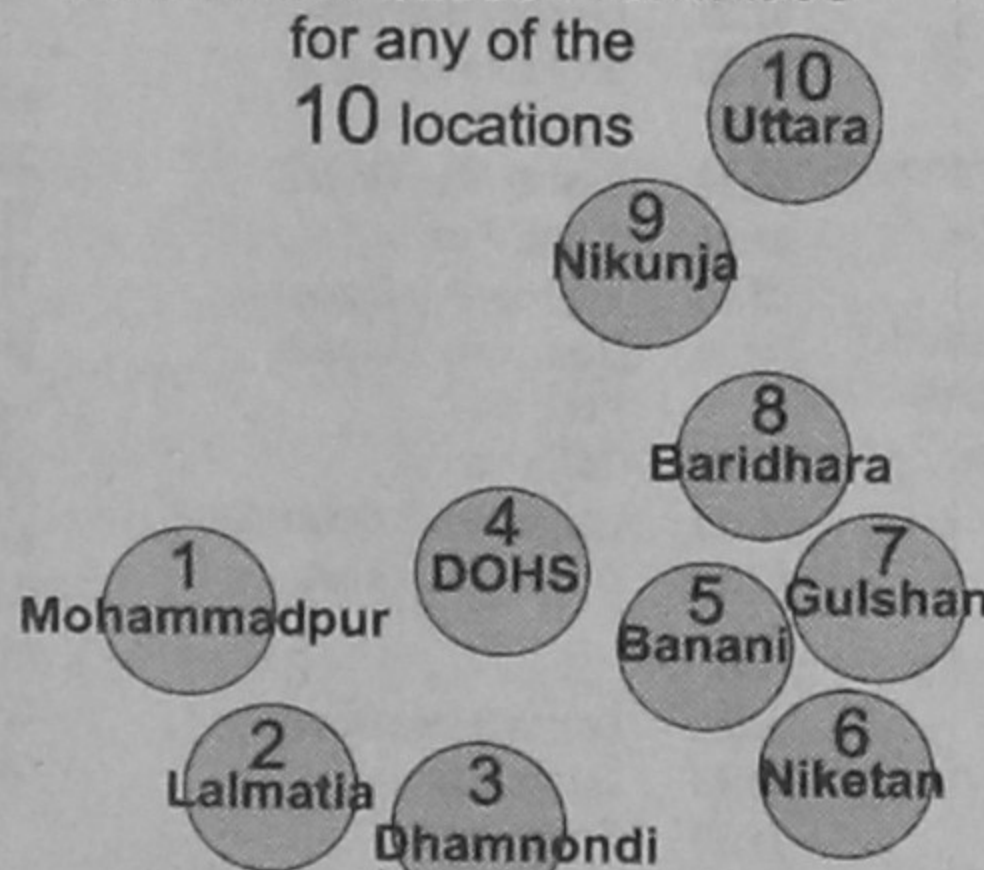 for any of the
10 locations
10
Uttara
9
Nikunja
8
Baridhara
7
Gulshan
4
DOHS
5
Banani
1
Mohammadpur
6
Niketan
2
Lalmatia
3
Dhamnondi